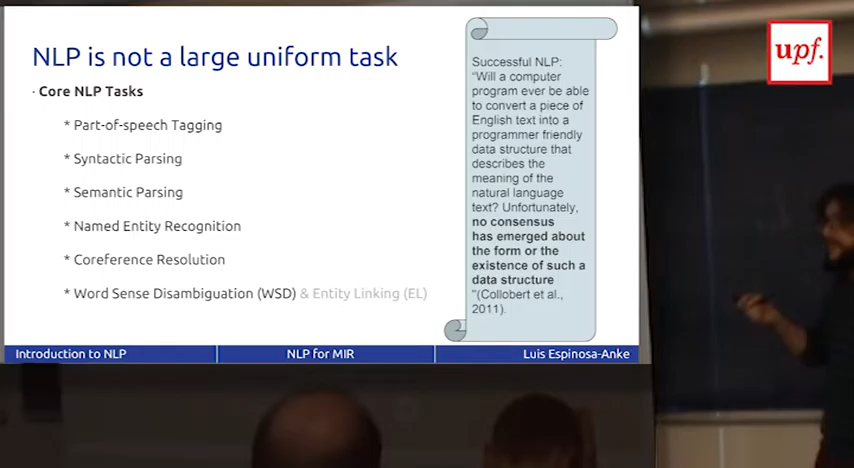 NLP is not a large uniform task
· Core NLP Tasks
* Part-of-speech Tagging
* Syntactic Parsing
* Semantic Parsing
* Named Entity Recognition
* Coreference Resolution
* Word Sense Disambiguation (WSD) & Entity Linking (EL)
Successful NLP:
“Will a computer
program ever be able
to convert a piece of
English text into a
programmer friendly
data structure that
describes the
meaning of the
natural language
text? Unfortunately,
no consensus
has emerged about
the form or the
existence of such a
data structure
"(Collobert et al.,
2011).
Introduction to NLP
NLP for MIR
Luis Espinosa-Anke
upf.